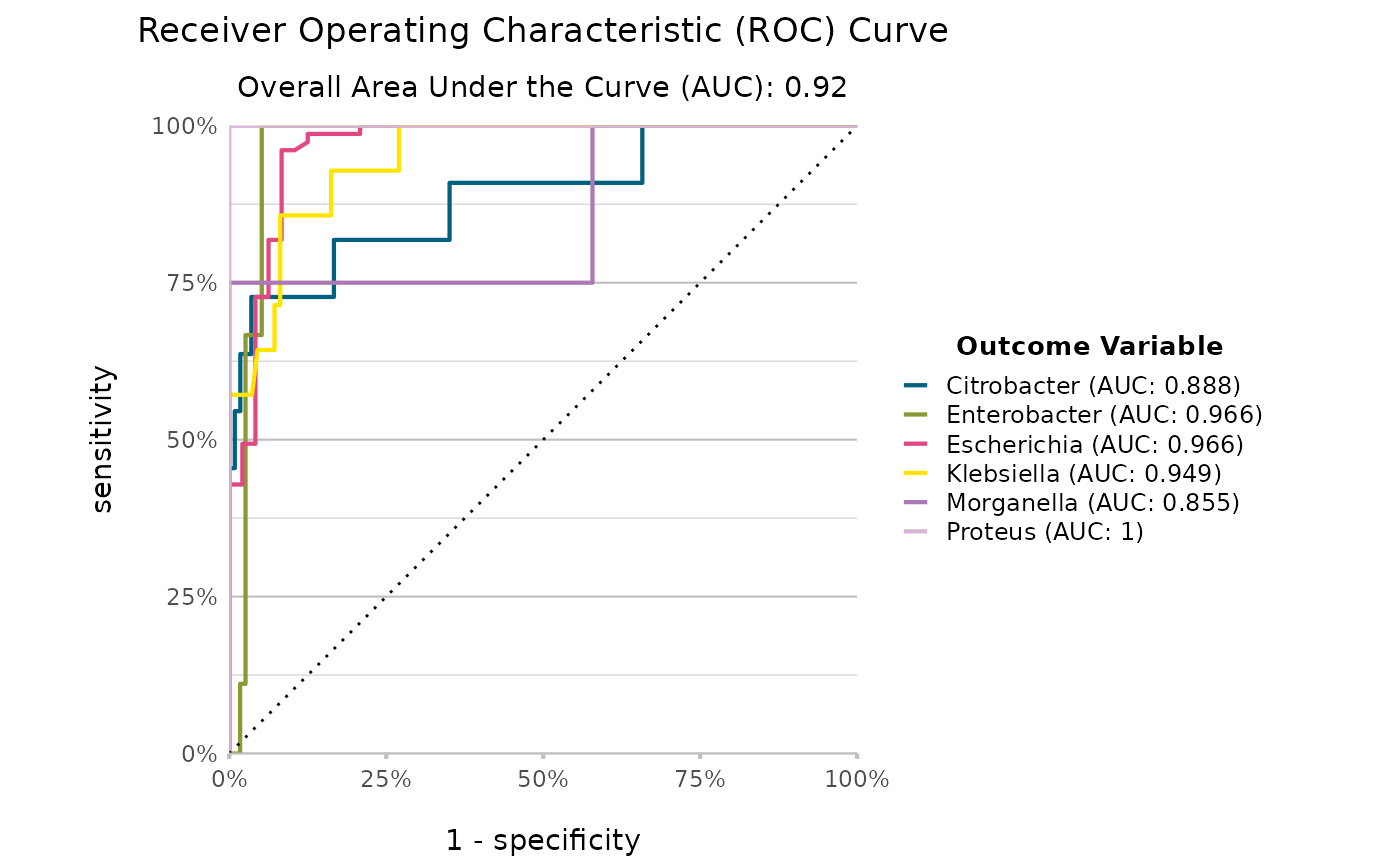 Receiver Operating Characteristic (ROC) Curve
Overall Area Under the Curve (AUC): 0.92
100%
75%
50%
25%
0%
sensitivity
0% 25% 50% 75% 100%
1 - specificity
Outcome Variable
Citrobacter (AUC: 0.888)
Enterobacter (AUC: 0.966)
Escherichia (AUC: 0.966)
Klebsiella (AUC: 0.949)
Morganella (AUC: 0.855)
Proteus (AUC: 1)